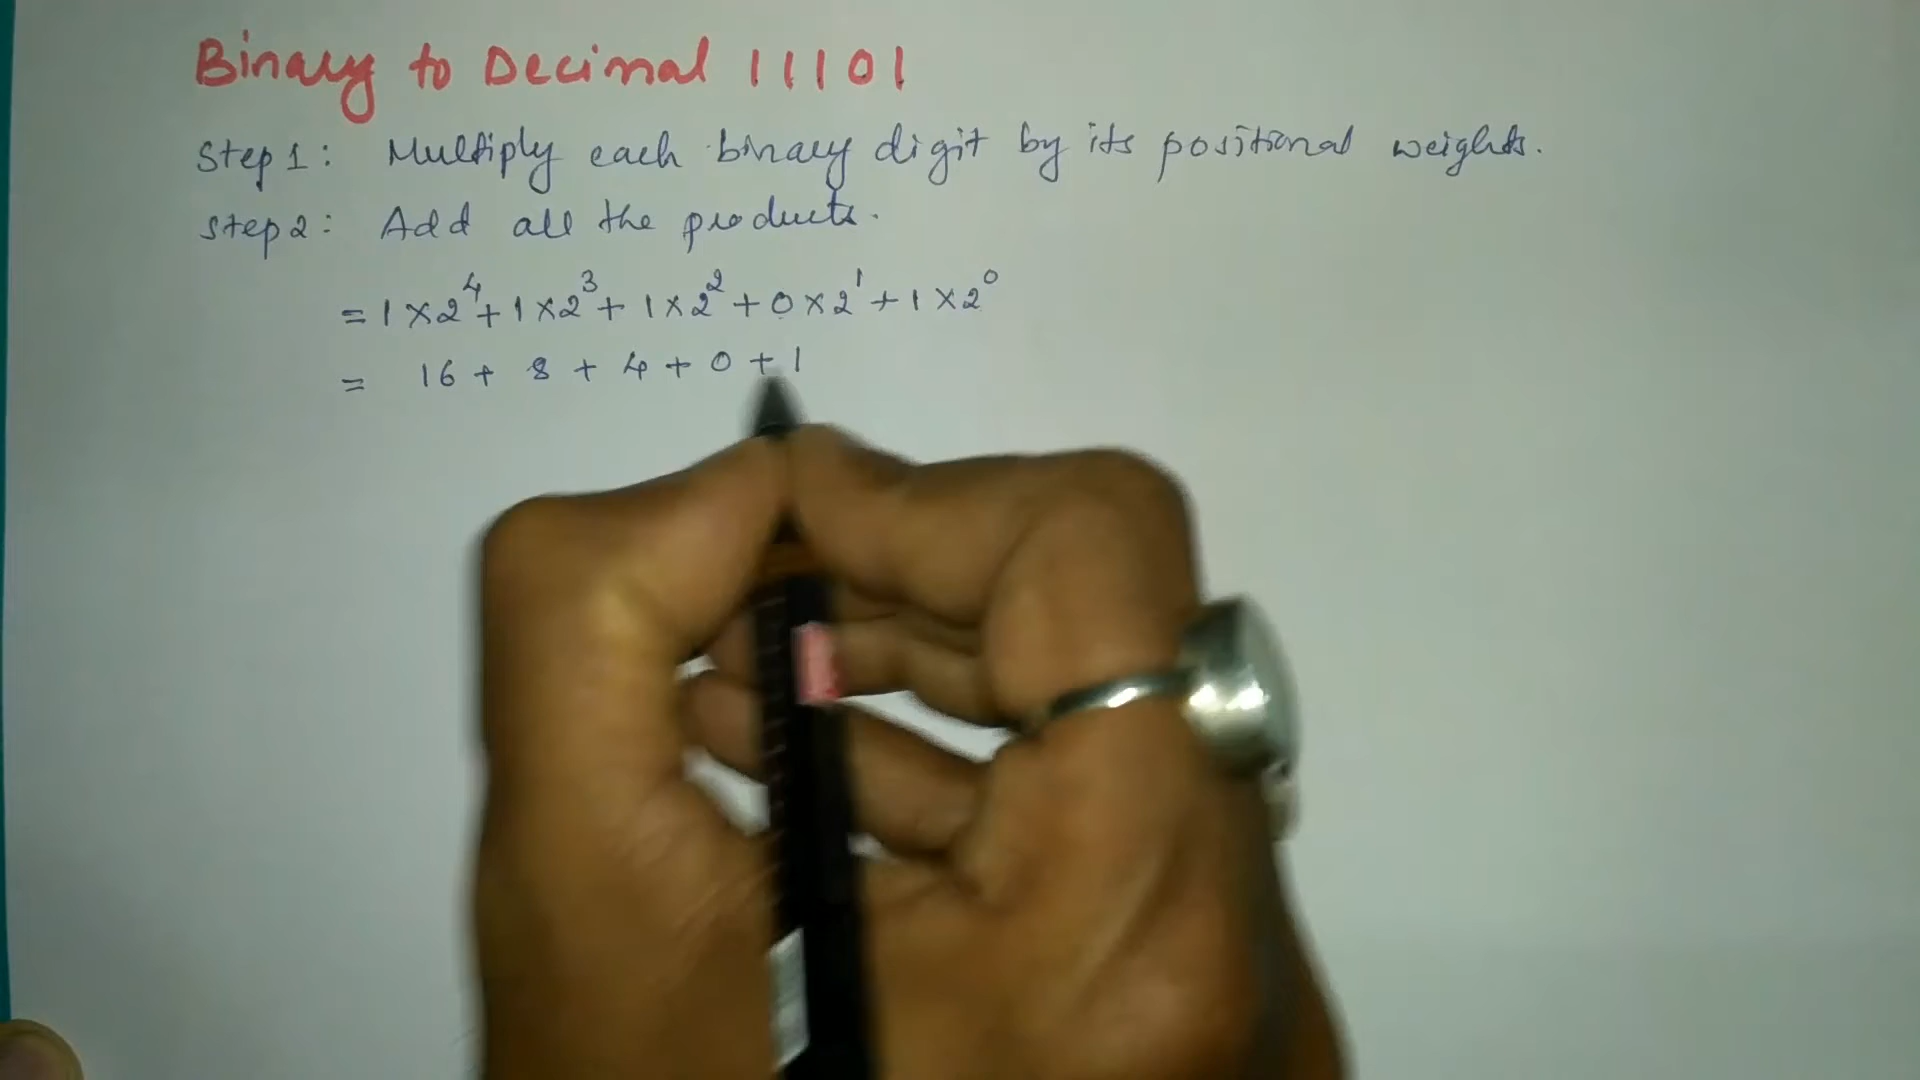 Binary to Decimal 11101
Step 1: Multiply each binary digit by its positional weights.
Step 2: Add all the products.
= 1 × 2⁴ + 1 × 2³ + 1 × 2² + 0 × 2¹ + 1 × 2⁰
= 16 + 8 + 4 + 0 + 1